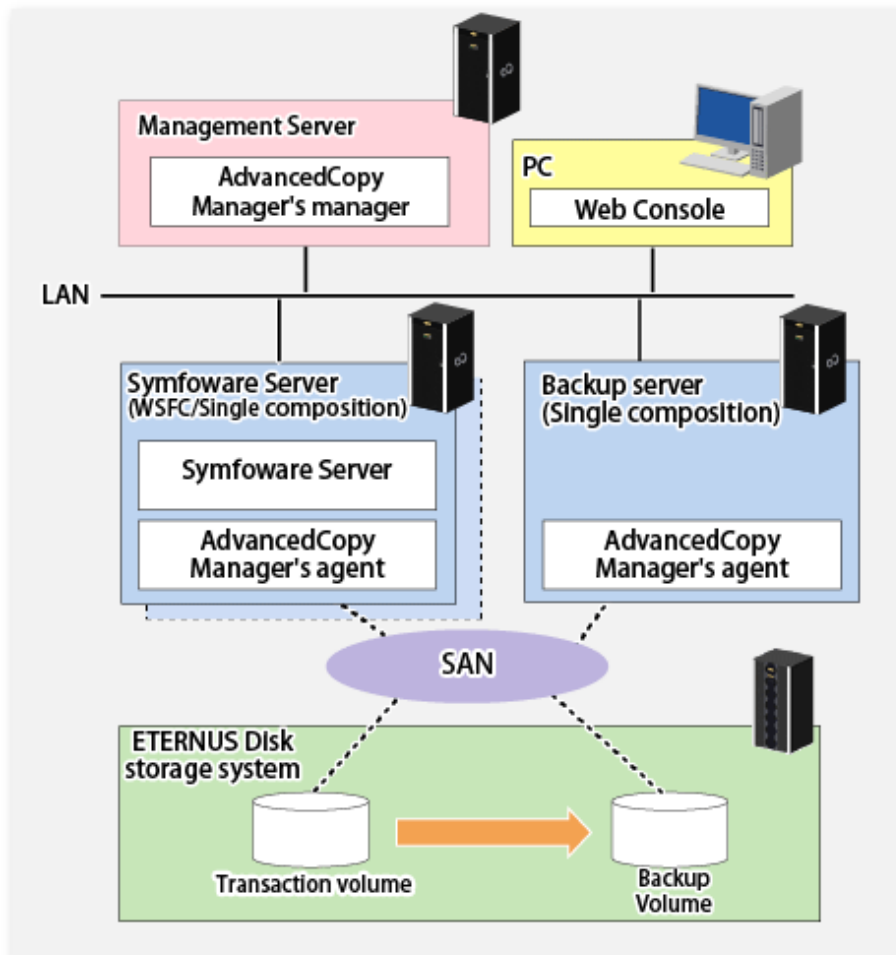 Management Server
AdvancedCopy
Manager's manager
PC
Web Console
LAN
Symfoware Server
(WSFC/Single composition)
Symfoware Server
AdvancedCopy
Manager's agent
Backup server
(Single composition)
AdvancedCopy
Manager's agent
SAN
ETERNUS Disk
storage system
Transaction volume
Backup
Volume